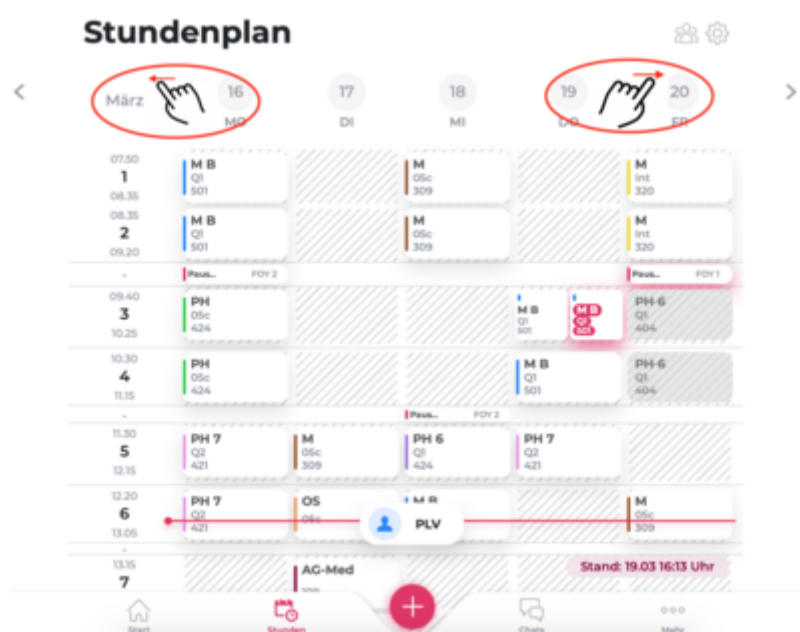 Stundenplan
März 16 17 18 19 20
MO DI MI DO FR
07.50
1
08.35
M B
Q1
501
M
05c
309
M
Int
320
08.35
2
09.20
M B
Q1
501
M
05c
309
M
Int
320
- Paus... FOY 2 Paus... FOY 1
09.40
3
10.25
PH
05c
424
M B
Q1
501
M B
Q1
501
PH 6
Q1
404
10.30
4
11.15
PH
05c
424
M B
Q1
501
PH 6
Q1
404
- Paus... FOY 2
11.30
5
12.15
PH 7
Q2
421
M
05c
309
PH 6
Q1
424
PH 7
Q2
421
12.20
6
13.05
PH 7
Q2
421
OS
05c
M B
M
05c
309
PLV
-
13.15
7
AG-Med
Stand: 19.03 16:13 Uhr
Start Stunden Chats Mehr